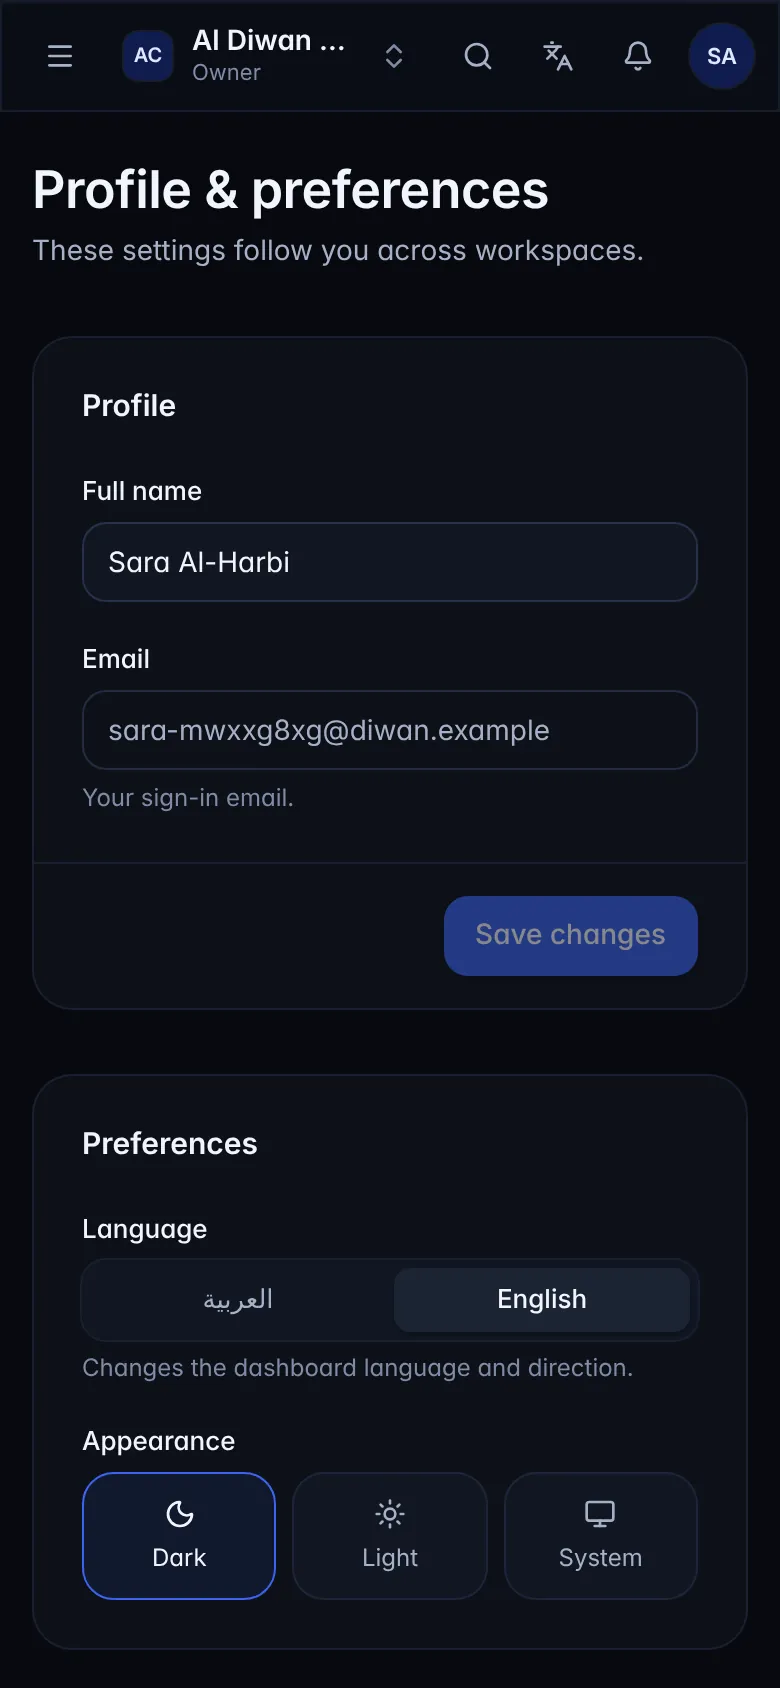 AC
Al Diwan ...
Owner
SA
Profile & preferences
These settings follow you across workspaces.
Profile
Full name
Sara Al-Harbi
Email
sara-mwxxg8xg@diwan.example
Your sign-in email.
Save changes
Preferences
Language
العربية
English
Changes the dashboard language and direction.
Appearance
Dark
Light
System